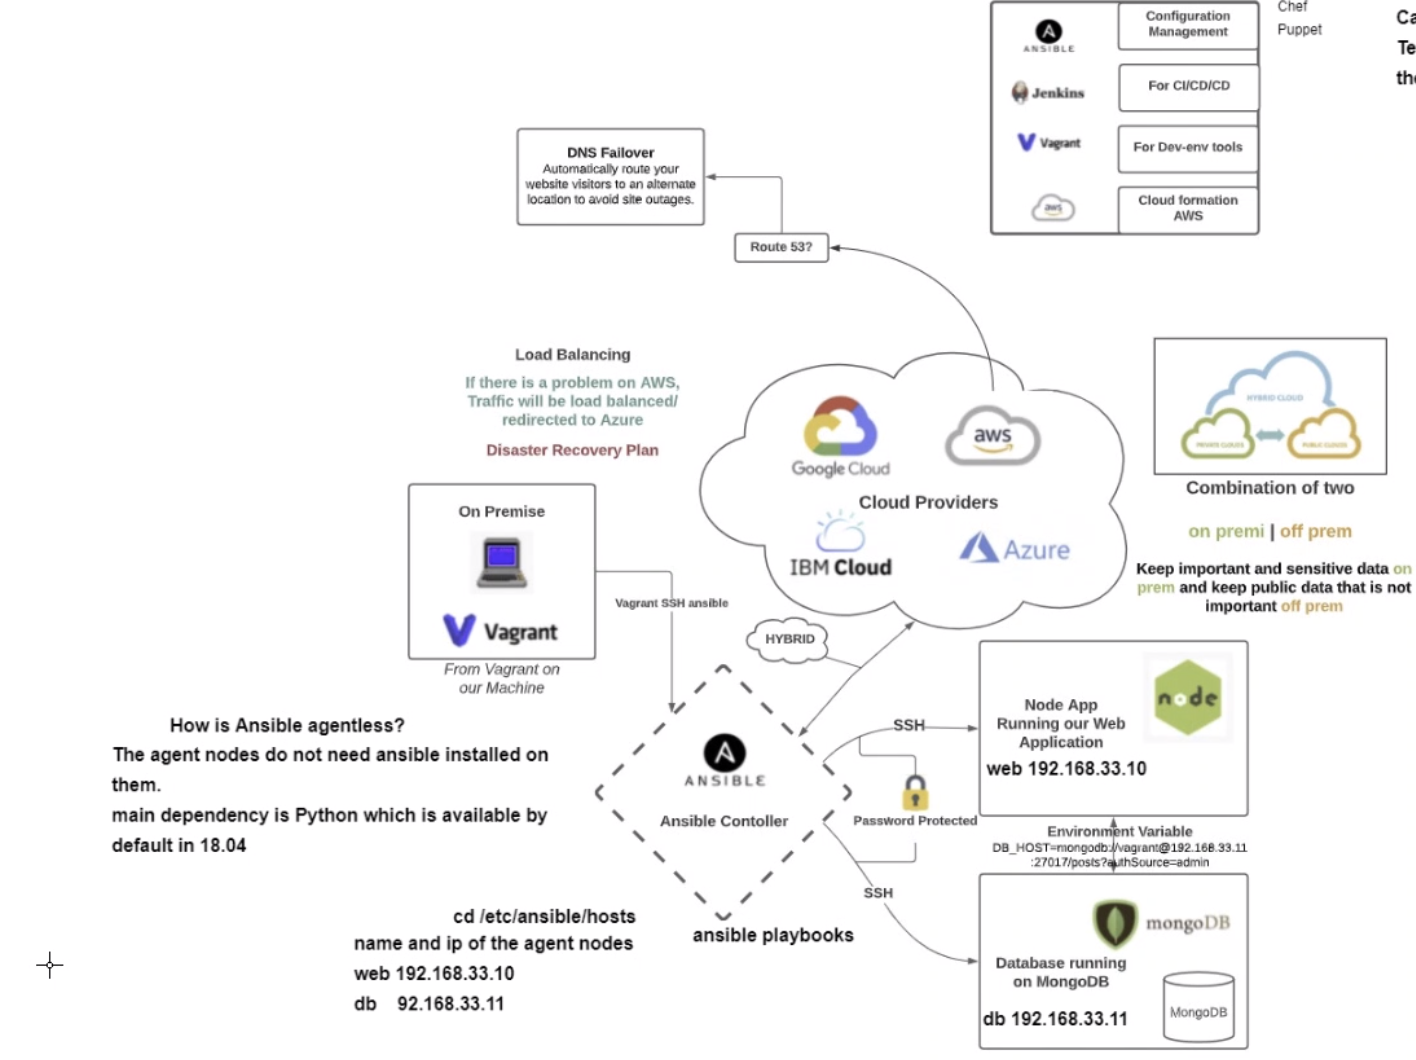 Chef
Puppet
Ca
Te
the
ANSIBLE
Configuration
Management
Jenkins
For CI/CD/CD
Vagrant
For Dev-env tools
aws
Cloud formation
AWS
DNS Failover
Automatically route your
website visitors to an alternate
location to avoid site outages.
Route 53?
Load Balancing
If there is a problem on AWS,
Traffic will be load balanced/
redirected to Azure
Disaster Recovery Plan
Google Cloud
aws
Cloud Providers
IBM Cloud
Azure
HYBRID CLOUD
PRIVATE CLOUDS
PUBLIC CLOUDS
Combination of two
on premi | off prem
Keep important and sensitive data on
prem and keep public data that is not
important off prem
On Premise
Vagrant
From Vagrant on
our Machine
Vagrant SSH ansible
HYBRID
How is Ansible agentless?
The agent nodes do not need ansible installed on
them.
main dependency is Python which is available by
default in 18.04
ANSIBLE
Ansible Contoller
SSH
Password Protected
SSH
node
Node App
Running our Web
Application
web 192.168.33.10
Environment Variable
DB_HOST=mongodb://vagrant@192.168.33.11
:27017/posts?authSource=admin
cd /etc/ansible/hosts
name and ip of the agent nodes
web 192.168.33.10
db 92.168.33.11
ansible playbooks
mongoDB
Database running
on MongoDB
db 192.168.33.11
MongoDB